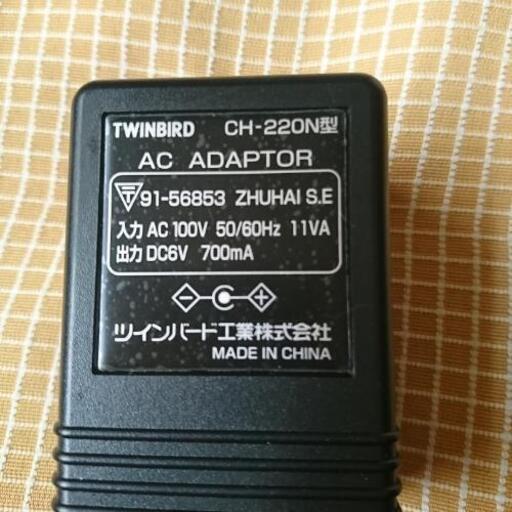 TWINBIRD CH-220N型
AC ADAPTOR
〒91-56853 ZHUHAI S.E
入力 AC 100V 50/60Hz 11VA
出力 DC6V 700mA
ツインバード工業株式会社
MADE IN CHINA